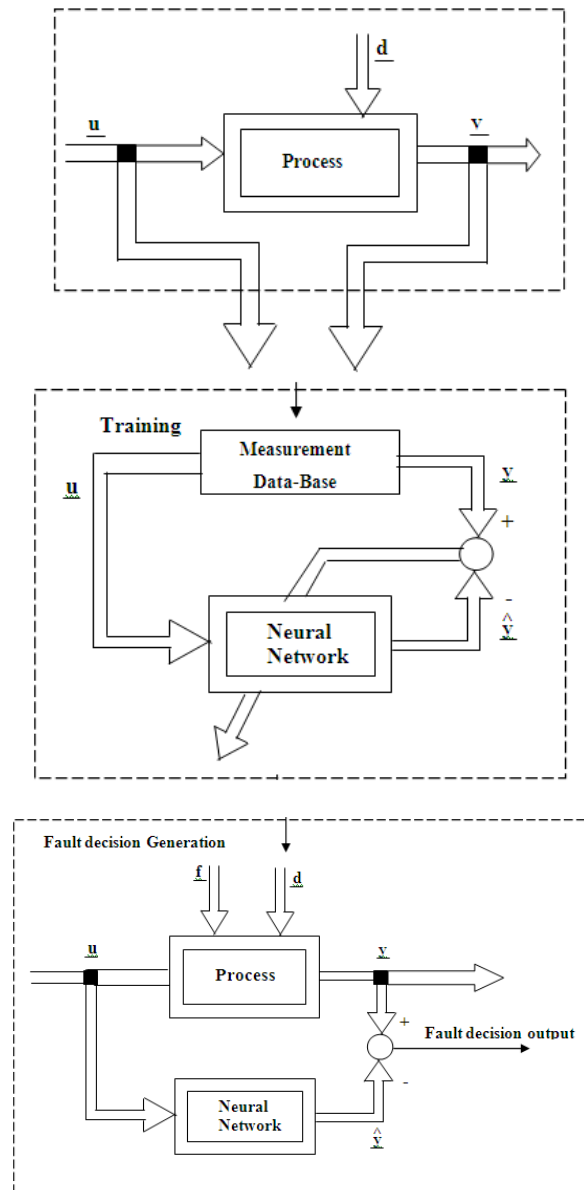 d
u
v
Process
Training
Measurement
Data-Base
u
v
+
-
^
v
Neural
Network
Fault decision Generation
f
d
u
v
Process
+
Fault decision output
-
Neural
Network
^
y